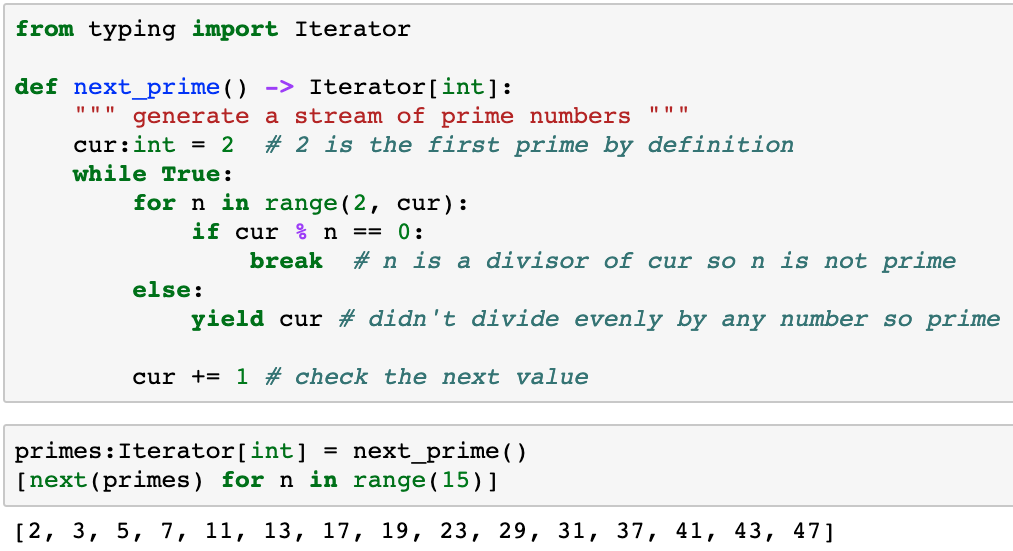 from typing import Iterator

def next_prime() -> Iterator[int]:
    """ generate a stream of prime numbers """
    cur:int = 2  # 2 is the first prime by definition
    while True:
        for n in range(2, cur):
            if cur % n == 0:
                break  # n is a divisor of cur so n is not prime
        else:
            yield cur # didn't divide evenly by any number so prime

        cur += 1 # check the next value

primes:Iterator[int] = next_prime()
[next(primes) for n in range(15)]

[2, 3, 5, 7, 11, 13, 17, 19, 23, 29, 31, 37, 41, 43, 47]